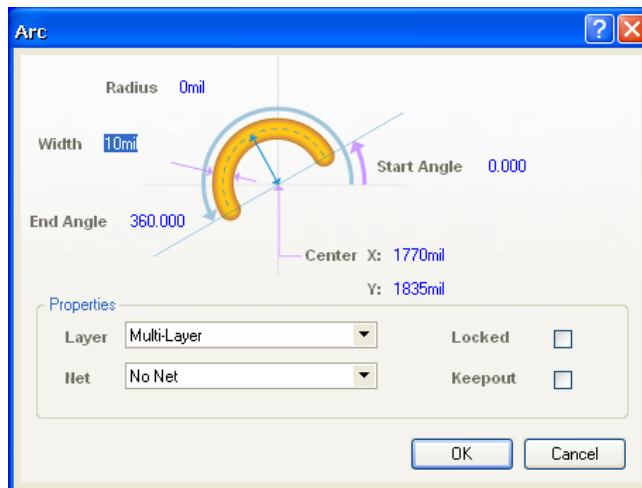 Arc
Radius 0mil
Width 10mil
Start Angle 0.000
End Angle 360.000
Center X: 1770mil
Y: 1835mil
Properties
Layer Multi-Layer Locked
Net No Net Keepout
OK Cancel